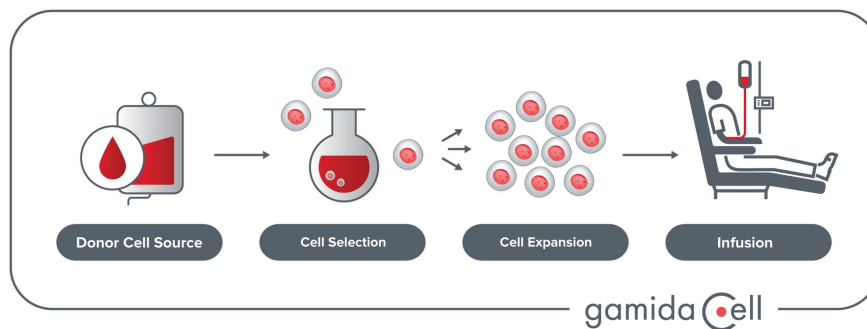 Donor Cell Source
Cell Selection
Cell Expansion
Infusion
gamida Cell